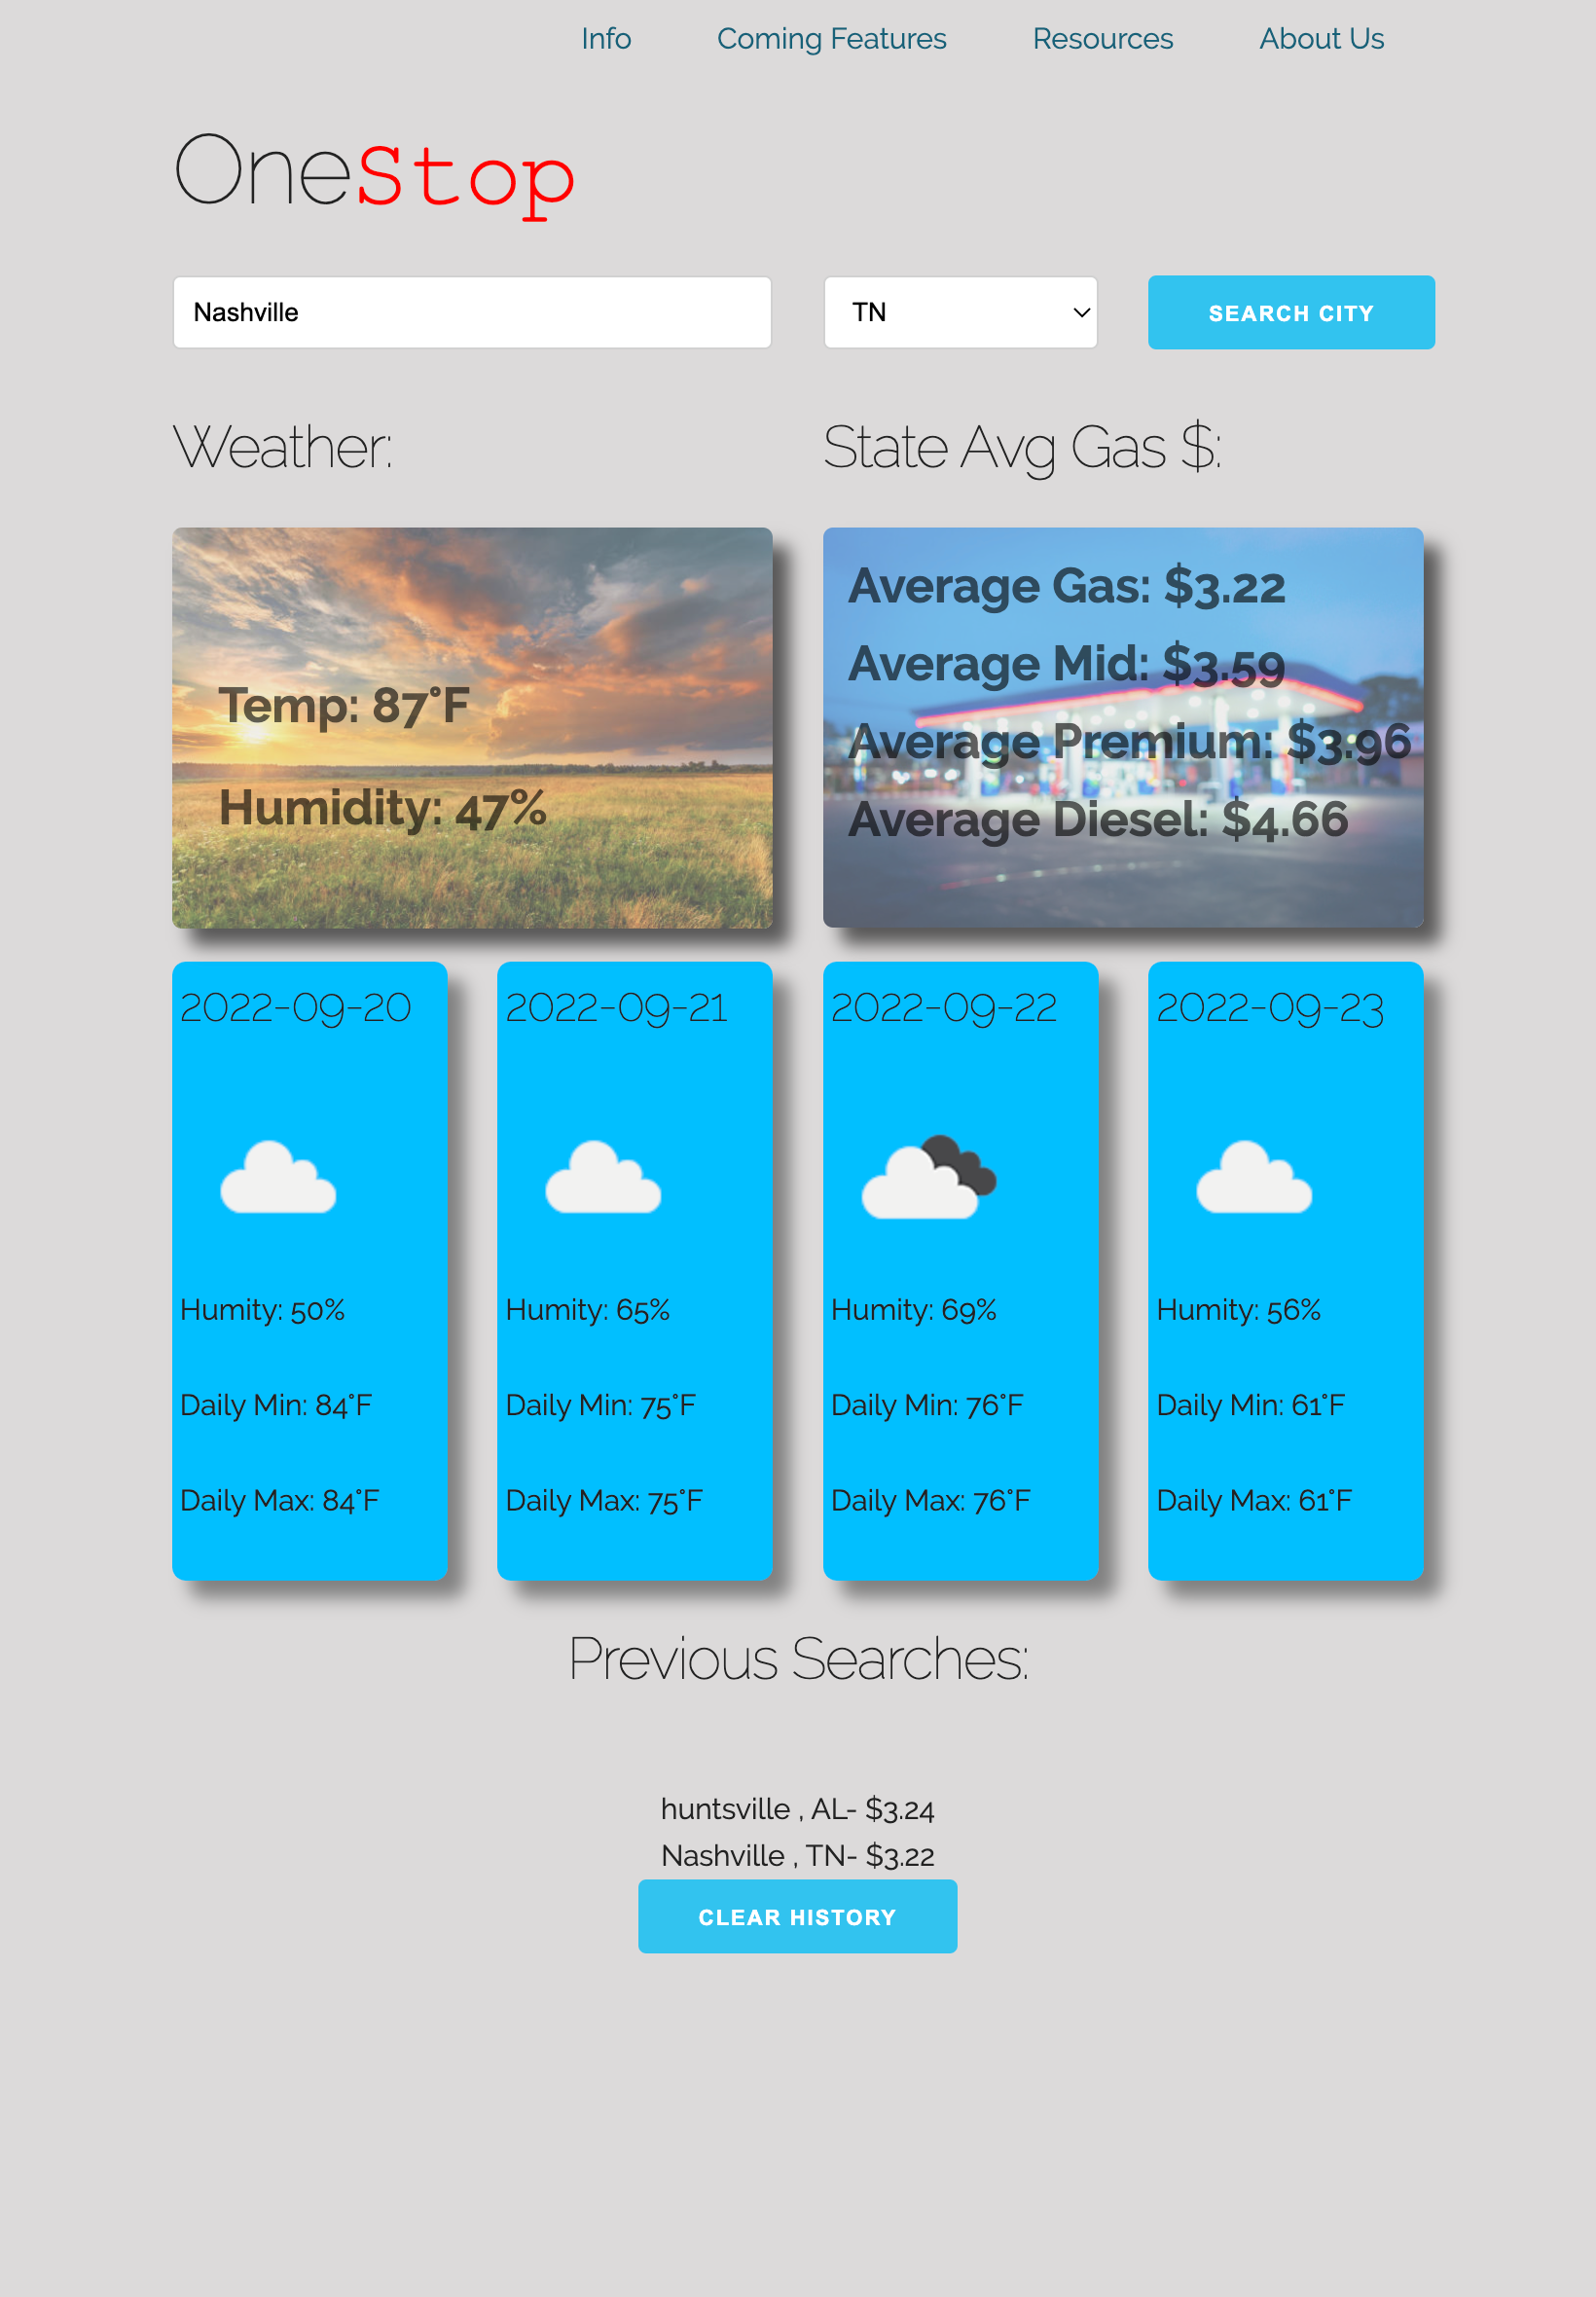 Info Coming Features Resources About Us
OneStop
Nashville TN SEARCH CITY
Weather: State Avg Gas $:
Temp: 87°F
Humidity: 47%
Average Gas: $3.22
Average Mid: $3.59
Average Premium: $3.96
Average Diesel: $4.66
2022-09-20
Humity: 50%
Daily Min: 84°F
Daily Max: 84°F
2022-09-21
Humity: 65%
Daily Min: 75°F
Daily Max: 75°F
2022-09-22
Humity: 69%
Daily Min: 76°F
Daily Max: 76°F
2022-09-23
Humity: 56%
Daily Min: 61°F
Daily Max: 61°F
Previous Searches:
huntsville , AL- $3.24
Nashville , TN- $3.22
CLEAR HISTORY